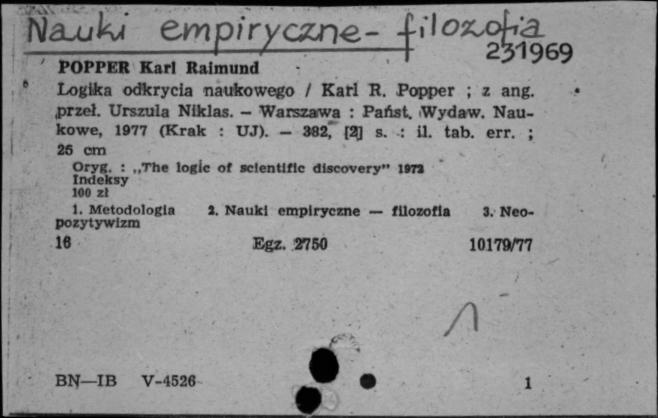 Nauki empiryczne - filozofia
231969
POPPER Karl Raimund
Logika odkrycia naukowego / Karl R. Popper ; z ang.
przeł. Urszula Niklas. — Warszawa : Państ. Wydaw. Nau-
kowe, 1977 (Krak : UJ). — 382, [2] s. : il. tab. err. ;
25 cm
Oryg. : „The logic of scientific discovery" 1972
Indeksy
100 zł
1. Metodologia 2. Nauki empiryczne — filozofia 3. Neo-
pozytywizm
16 Egz. 2750 10179/77
BN—IB V-4526 1